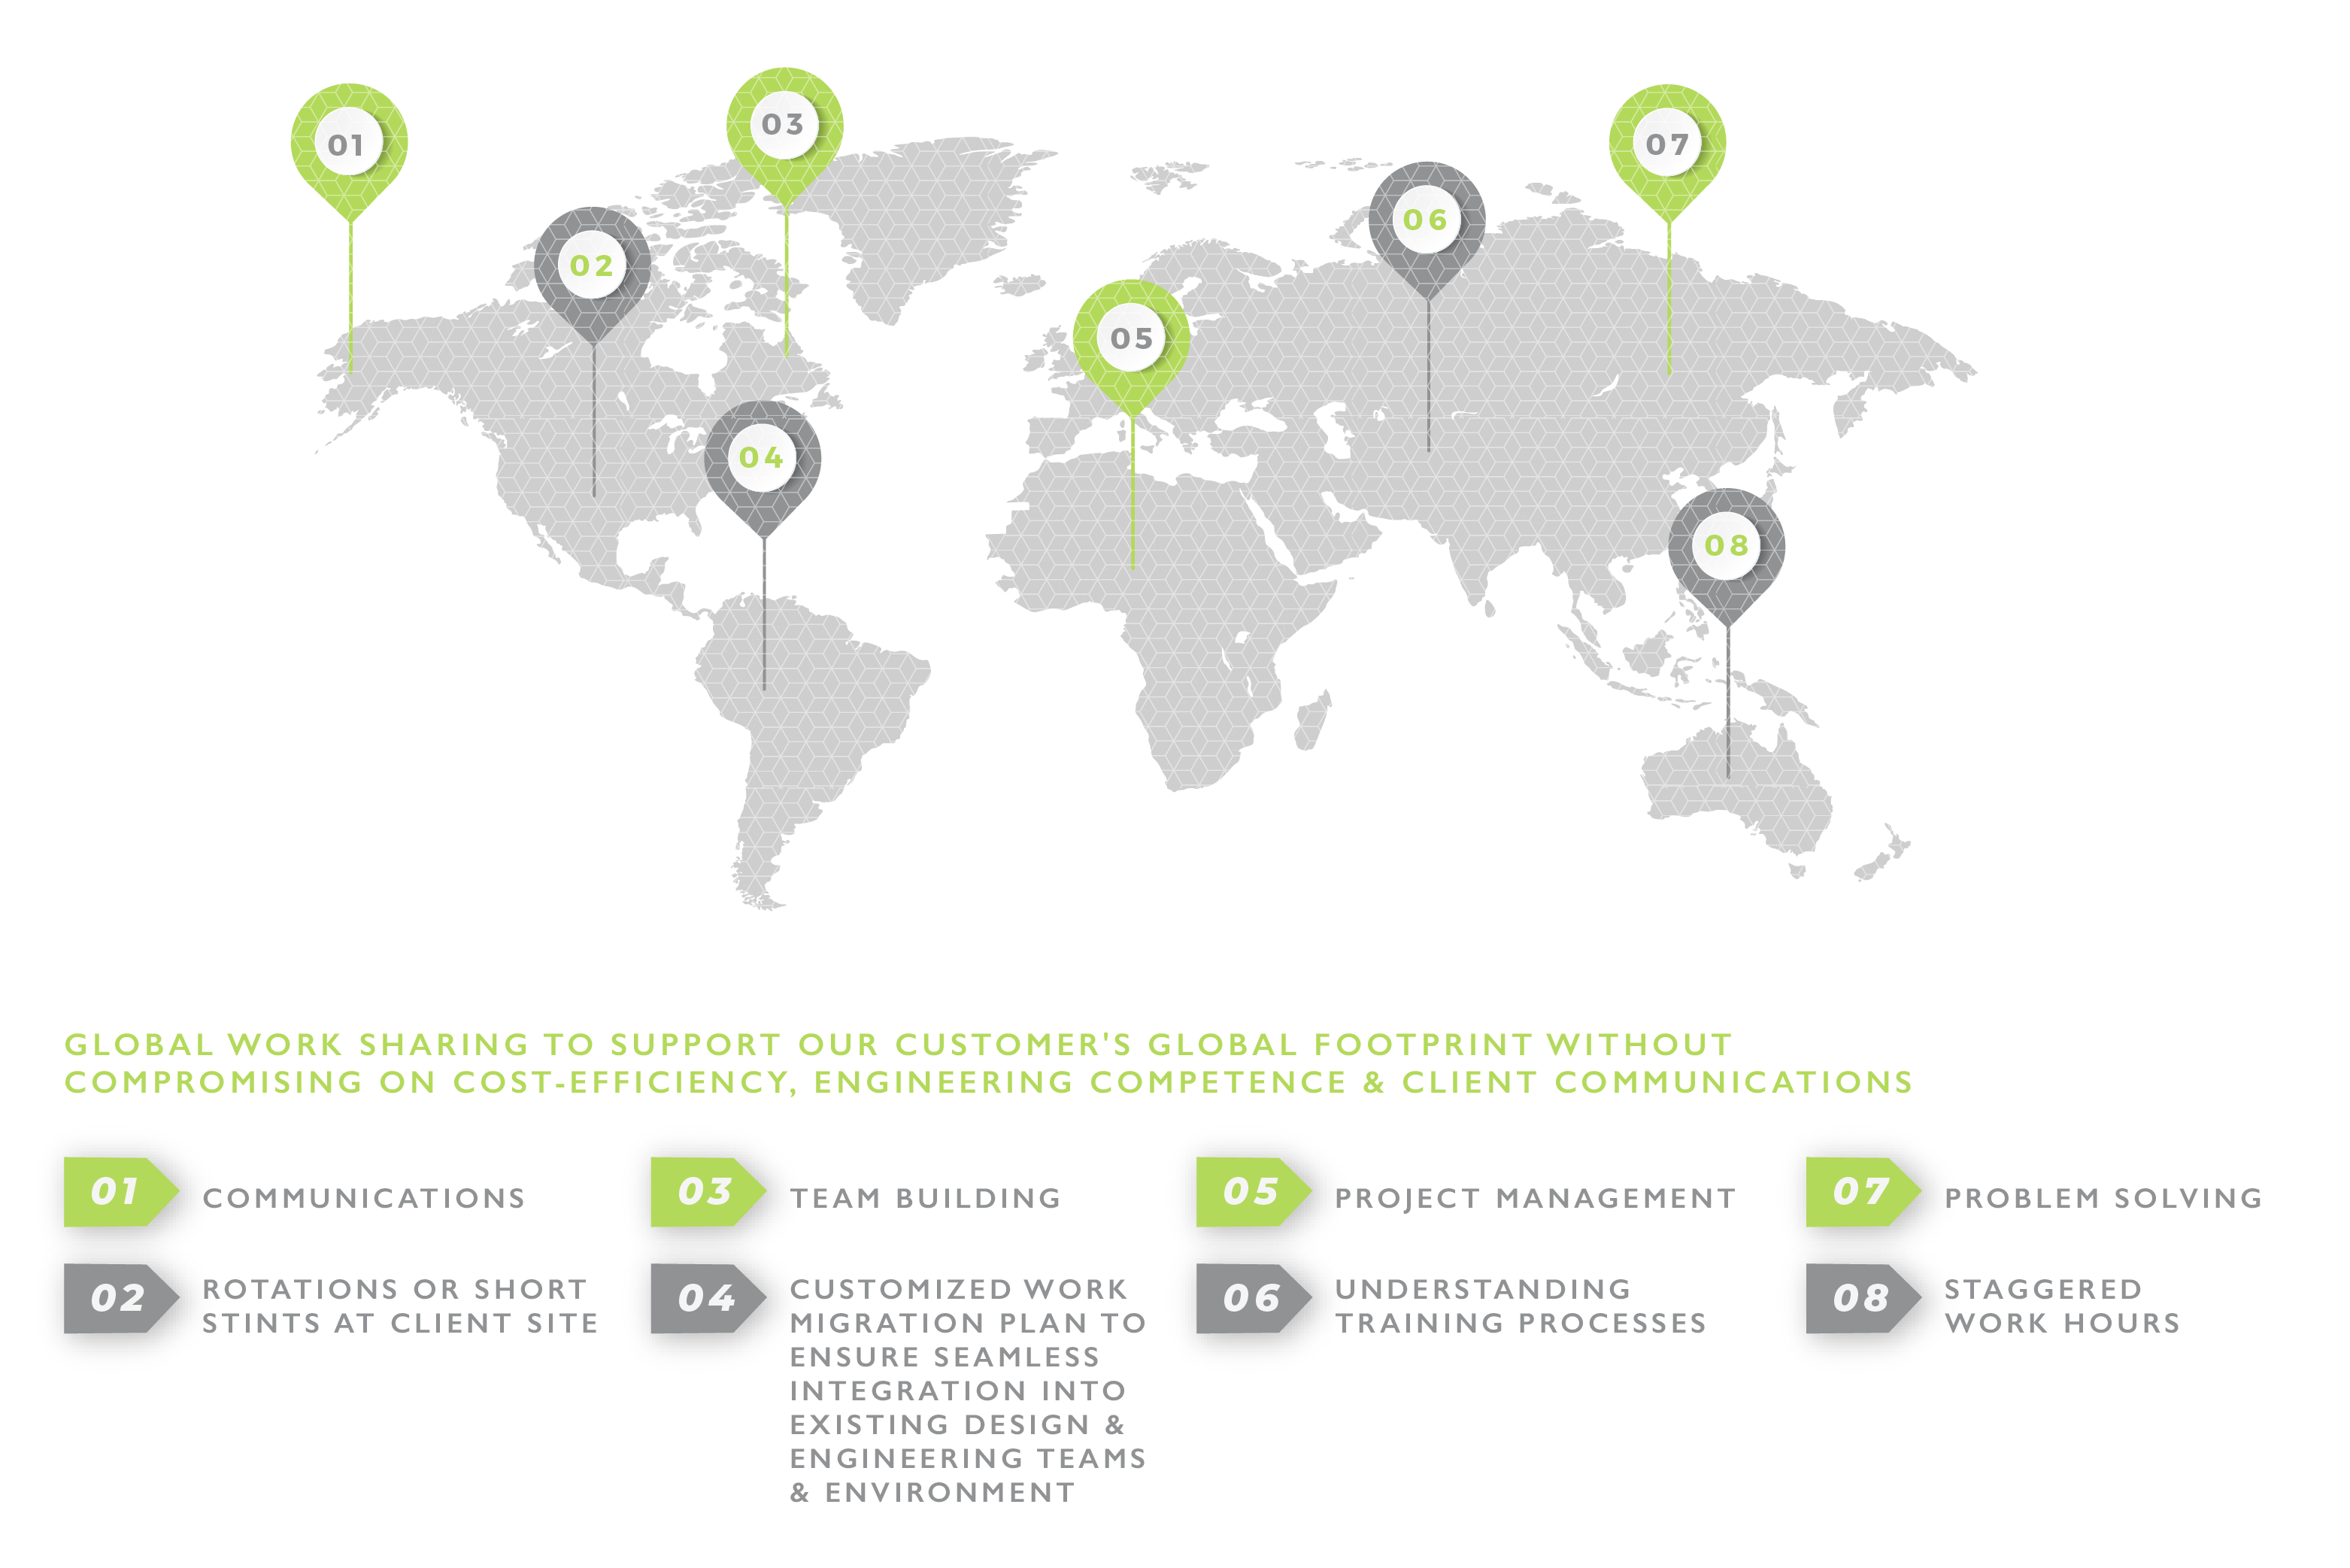 01
03
07
02
06
05
04
08
GLOBAL WORK SHARING TO SUPPORT OUR CUSTOMER'S GLOBAL FOOTPRINT WITHOUT
COMPROMISING ON COST-EFFICIENCY, ENGINEERING COMPETENCE & CLIENT COMMUNICATIONS
01
COMMUNICATIONS
02
ROTATIONS OR SHORT
STINTS AT CLIENT SITE
03
TEAM BUILDING
04
CUSTOMIZED WORK
MIGRATION PLAN TO
ENSURE SEAMLESS
INTEGRATION INTO
EXISTING DESIGN &
ENGINEERING TEAMS
& ENVIRONMENT
05
PROJECT MANAGEMENT
06
UNDERSTANDING
TRAINING PROCESSES
07
PROBLEM SOLVING
08
STAGGERED
WORK HOURS